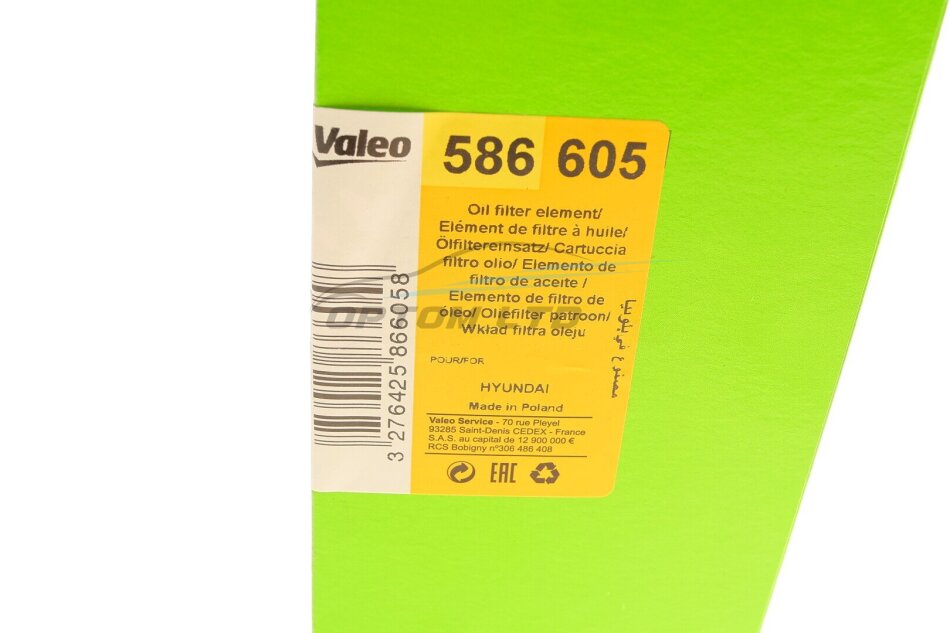 Valeo
586 605
Oil filter element/
Elément de filtre à huile/
Ölfiltereinsatz/ Cartuccia
filtro olio/ Elemento de
filtro de aceite /
Elemento de filtro de
óleo/ Oliefilter patroon/
Wkład filtra oleju
POUR/FOR
HYUNDAI
Made in Poland
Valeo Service - 70 rue Pleyel
93285 Saint-Denis CEDEX - France
S.A.S. au capital de 12 900 000 €
RCS Bobigny nº306 486 408
EAC
3 276425 866058
OPTOM LTD